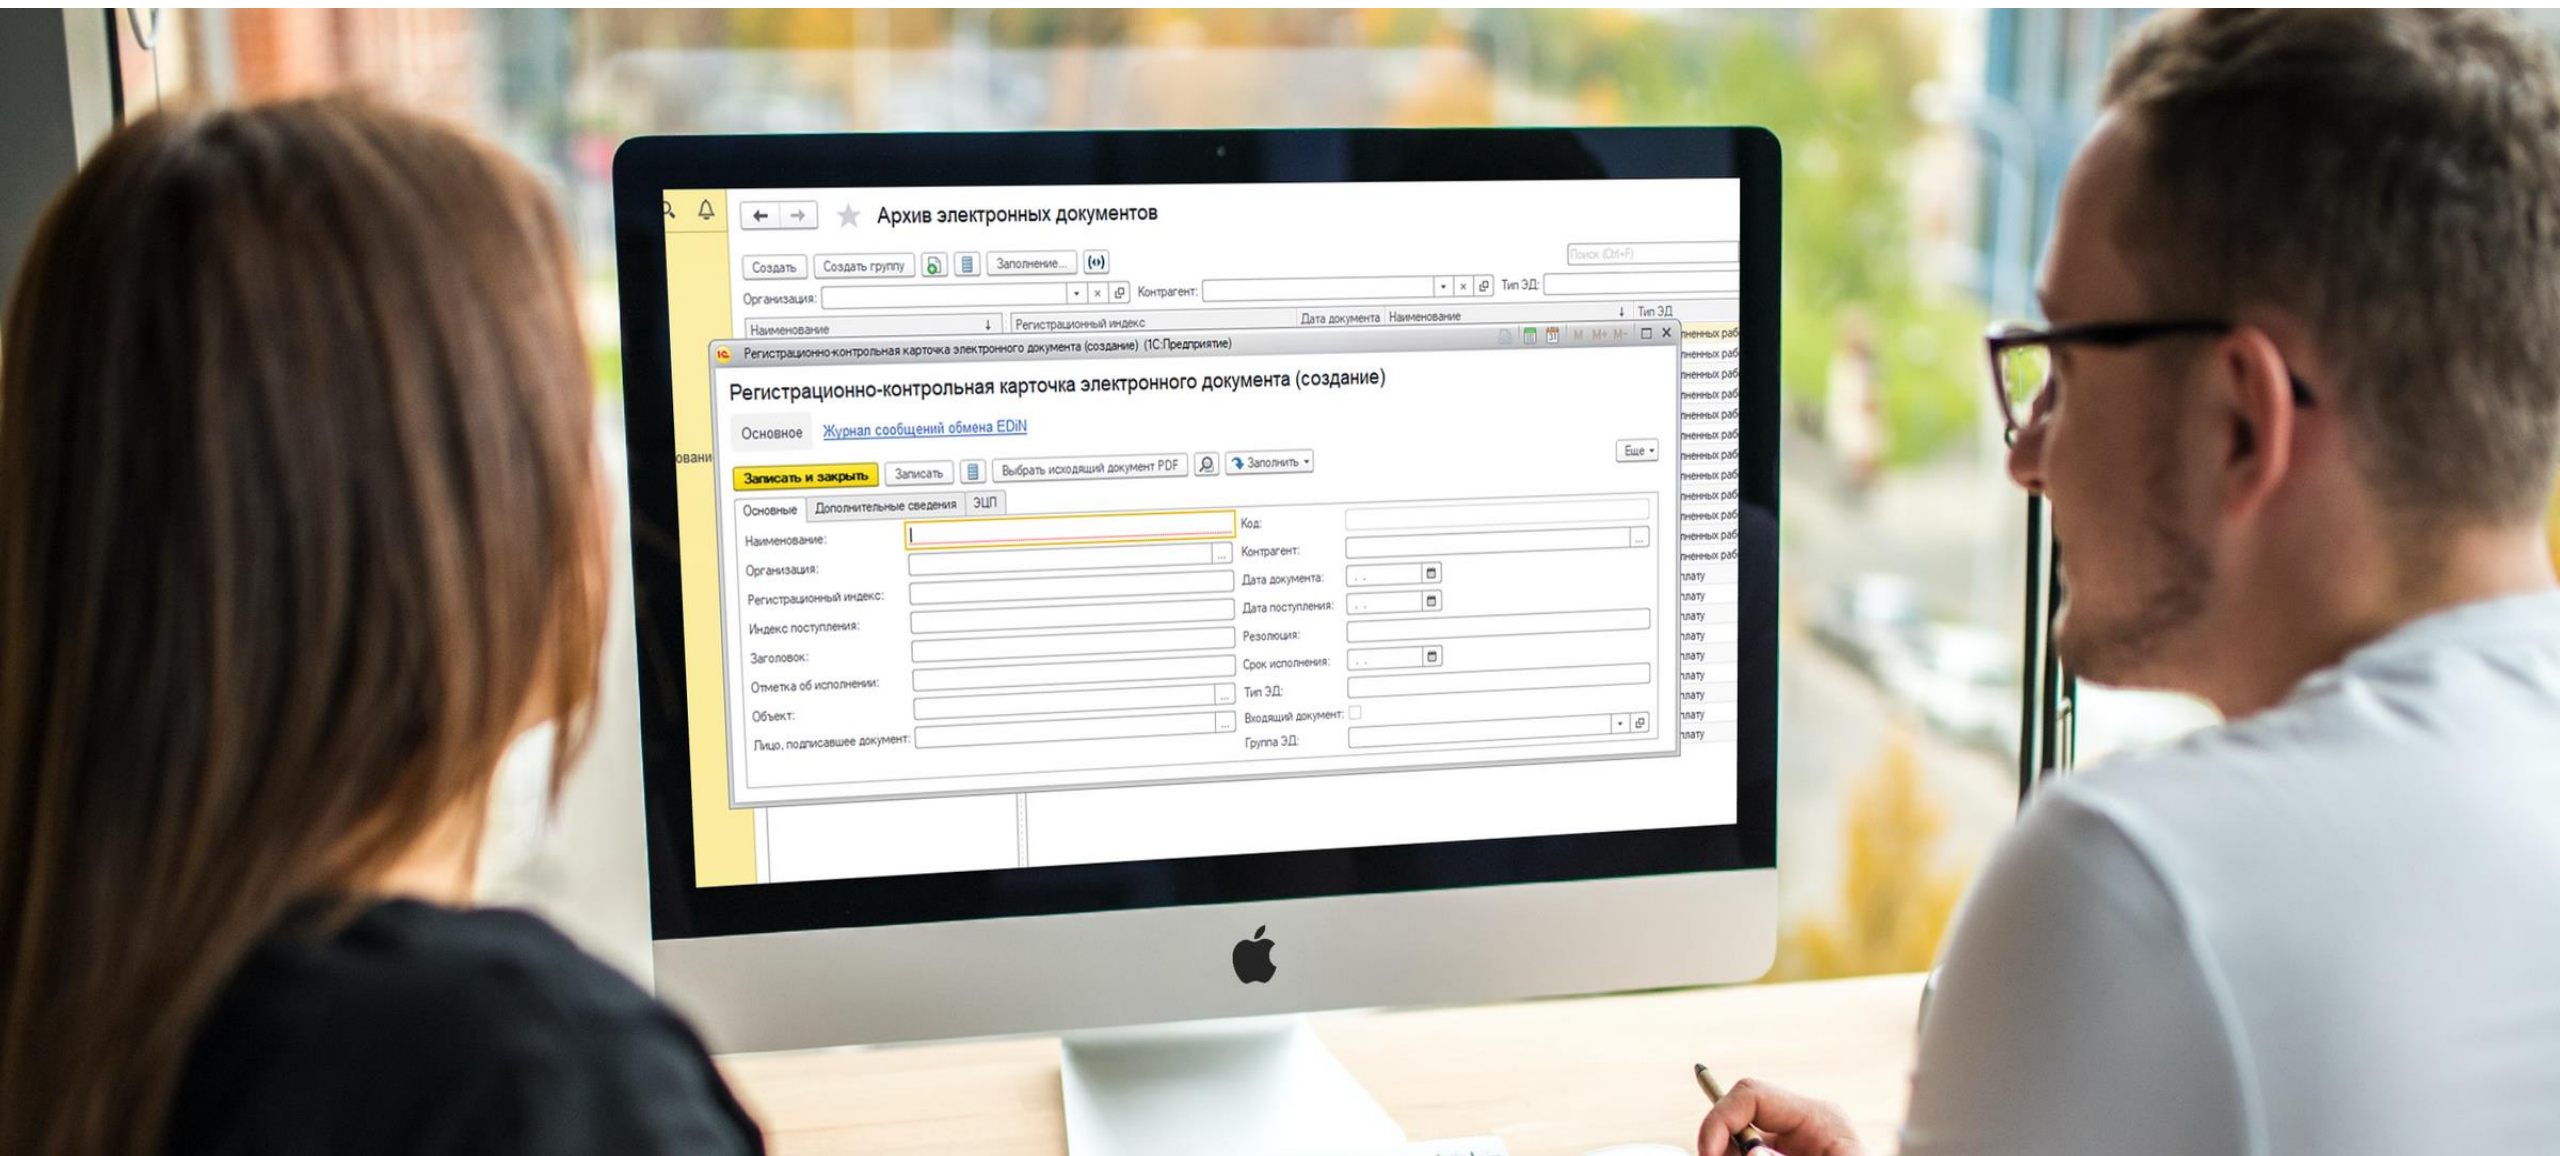 Архив электронных документов
Создать Создать группу Заполнение...
Поиск (Ctrl+F)
Организация: Контрагент: Тип ЭД:
Наименование Регистрационный индекс Дата документа Наименование Тип ЭД
Регистрационно-контрольная карточка электронного документа (создание) (1С:Предприятие) M M+ M-
Регистрационно-контрольная карточка электронного документа (создание)
Основное Журнал сообщений обмена EDiN
Записать и закрыть Записать Выбрать исходящий документ PDF Заполнить Еще
Основные Дополнительные сведения ЭЦП
Наименование: Код:
Организация: Контрагент:
Регистрационный индекс: Дата документа:
Индекс поступления: Дата поступления:
Заголовок: Резолюция:
Отметка об исполнении: Срок исполнения:
Объект: Тип ЭД:
Лицо, подписавшее документ: Входящий документ:
Группа ЭД: